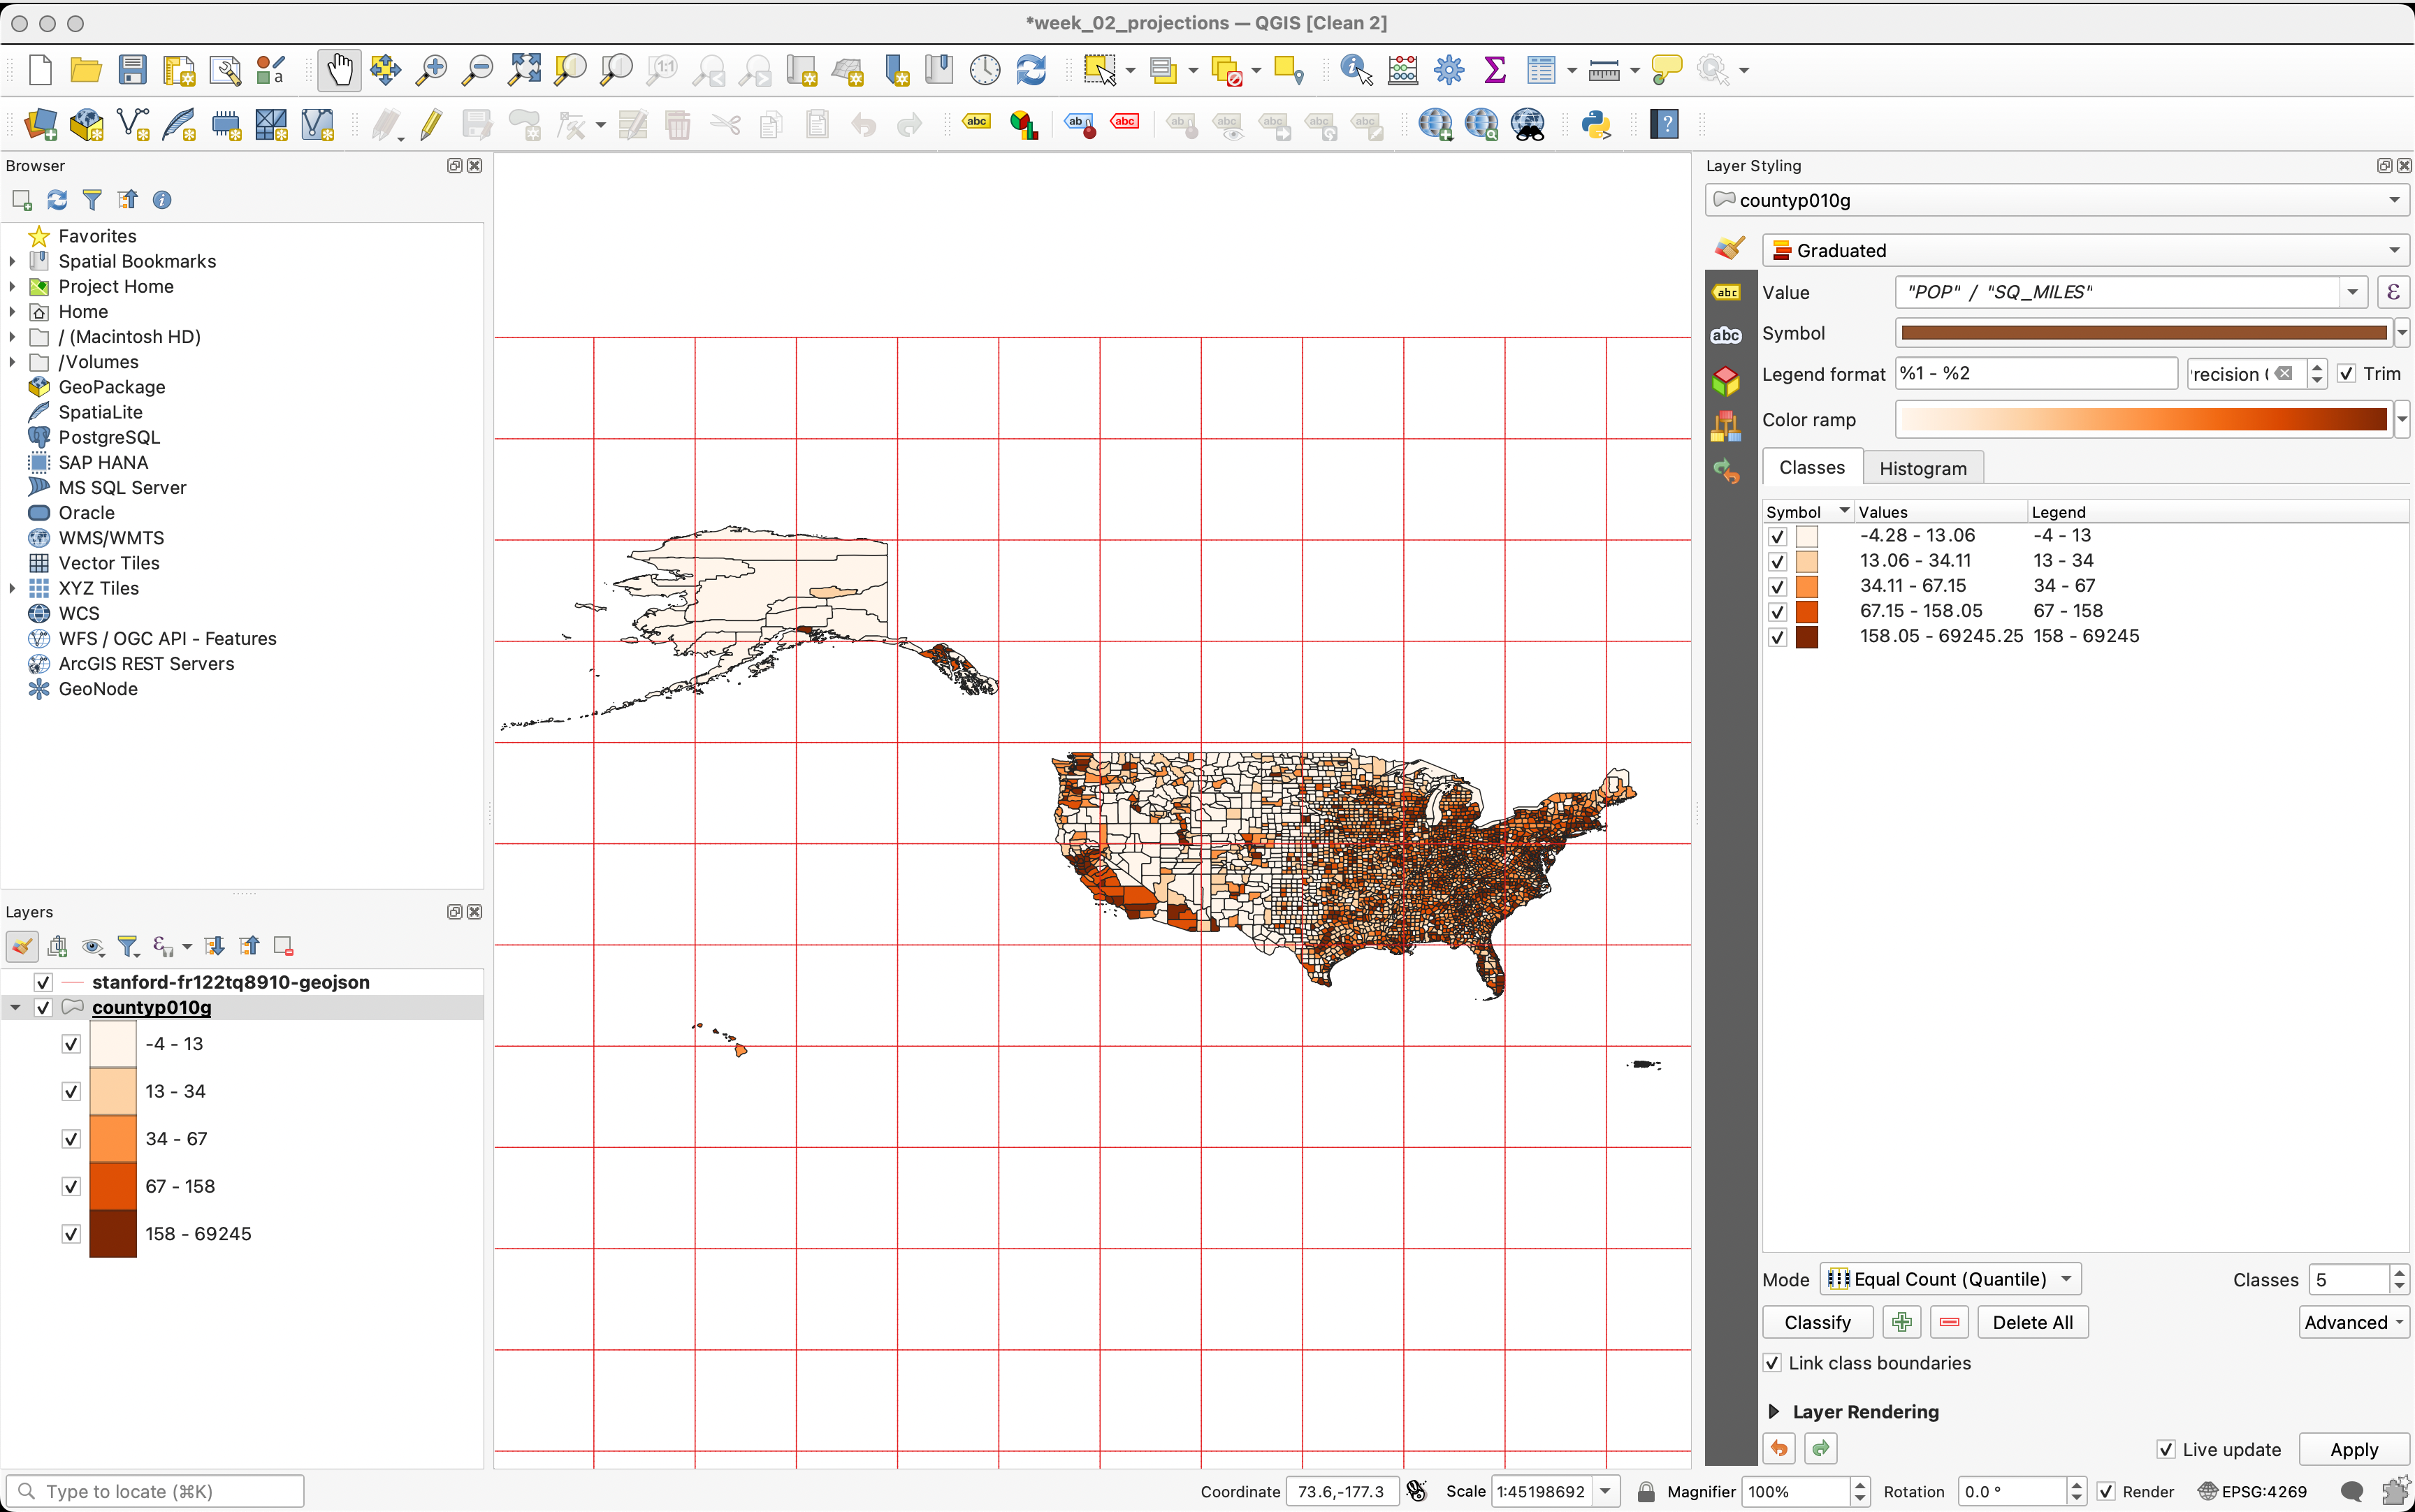 *week_02_projections — QGIS [Clean 2]
Browser
Favorites
Spatial Bookmarks
Project Home
Home
/ (Macintosh HD)
/Volumes
GeoPackage
SpatiaLite
PostgreSQL
SAP HANA
MS SQL Server
Oracle
WMS/WMTS
Vector Tiles
XYZ Tiles
WCS
WFS / OGC API - Features
ArcGIS REST Servers
GeoNode
Layers
stanford-fr122tq8910-geojson
countyp010g
-4 - 13
13 - 34
34 - 67
67 - 158
158 - 69245
Layer Styling
countyp010g
Graduated
Value "POP" / "SQ_MILES" ε
Symbol
Legend format %1 - %2 recision Trim
Color ramp
Classes Histogram
Symbol Values Legend
-4.28 - 13.06 -4 - 13
13.06 - 34.11 13 - 34
34.11 - 67.15 34 - 67
67.15 - 158.05 67 - 158
158.05 - 69245.25 158 - 69245
Mode Equal Count (Quantile) Classes 5
Classify Delete All Advanced
Link class boundaries
Layer Rendering
Live update Apply
Type to locate (⌘K) Coordinate 73.6,-177.3 Scale 1:45198692 Magnifier 100% Rotation 0.0 ° Render EPSG:4269